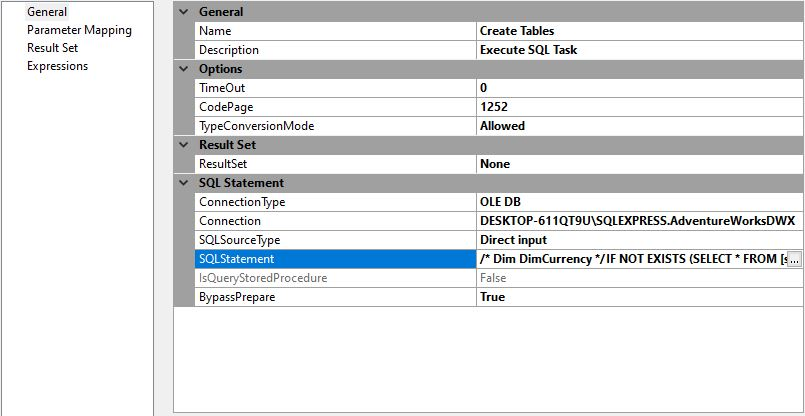 General
Parameter Mapping
Result Set
Expressions
General
Name Create Tables
Description Execute SQL Task
Options
TimeOut 0
CodePage 1252
TypeConversionMode Allowed
Result Set
ResultSet None
SQL Statement
ConnectionType OLE DB
Connection DESKTOP-611QT9U\SQLEXPRESS.AdventureWorksDWX
SQLSourceType Direct input
SQLStatement /* Dim DimCurrency */IF NOT EXISTS (SELECT * FROM [s ...
IsQueryStoredProcedure False
BypassPrepare True